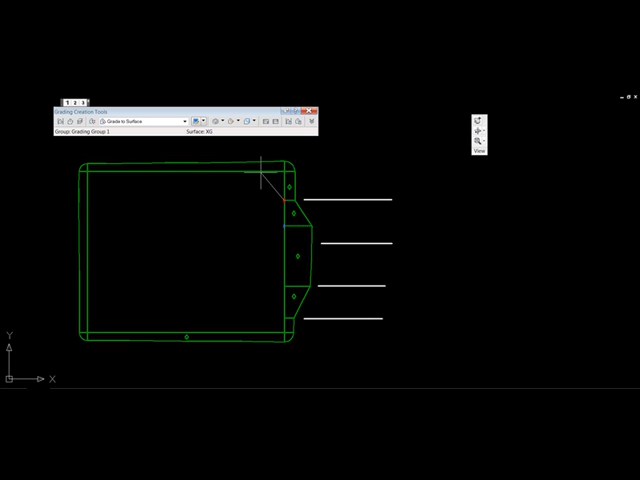 1 2 3
Grading Creation Tools
Grade to Surface
Group: Grading Group 1 Surface: XG
View
Y
X